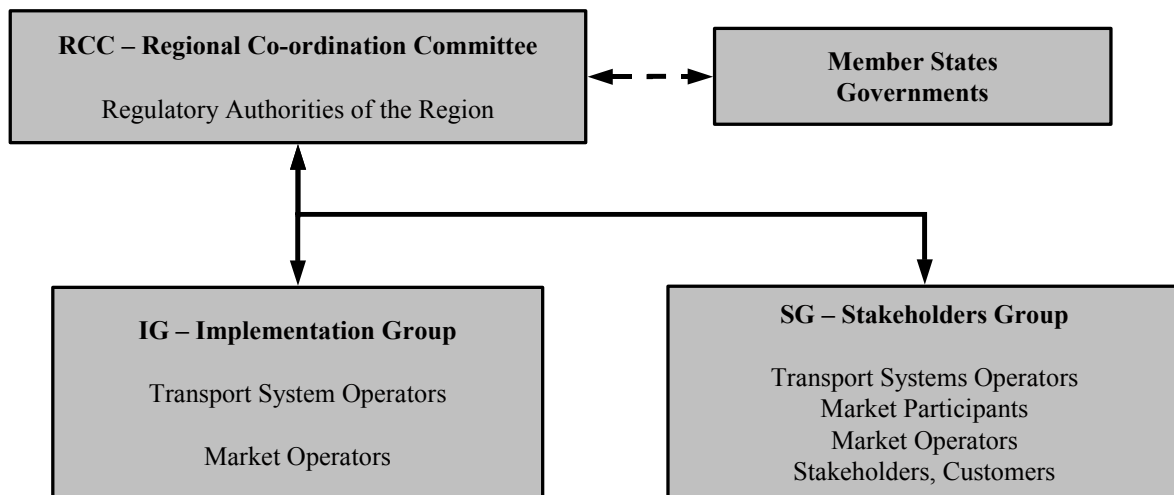 RCC – Regional Co-ordination Committee
Regulatory Authorities of the Region
Member States
Governments
IG – Implementation Group
Transport System Operators
Market Operators
SG – Stakeholders Group
Transport Systems Operators
Market Participants
Market Operators
Stakeholders, Customers